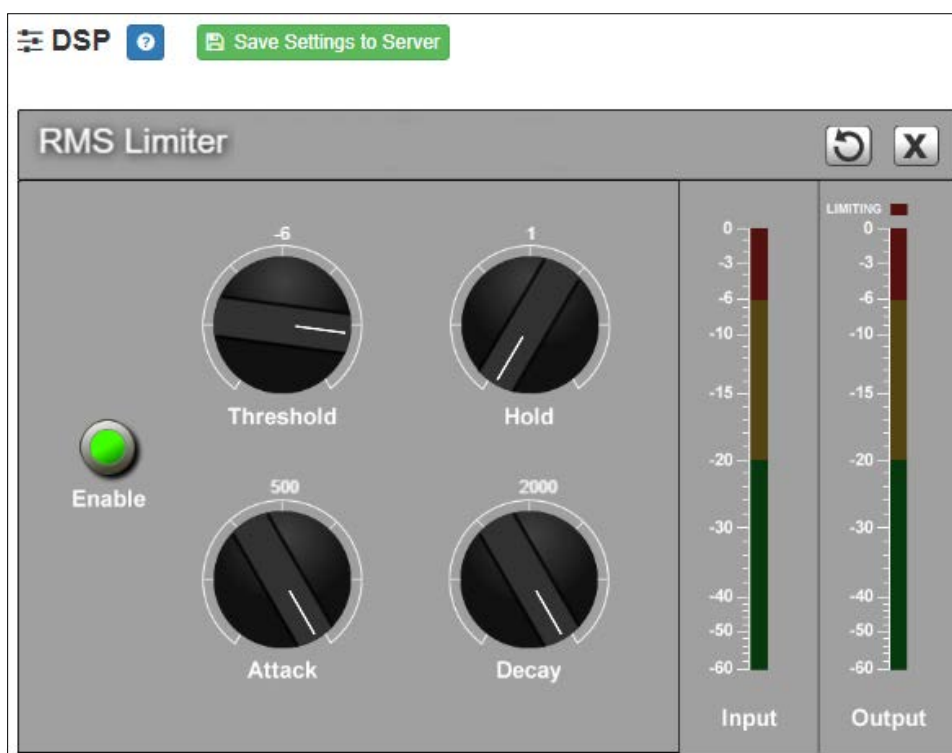 DSP ? Save Settings to Server
RMS Limiter X
-6
Threshold
1
Hold
Enable
500
Attack
2000
Decay
0
-3
-6
-10
-15
-20
-30
-40
-50
-60
Input
LIMITING
0
-3
-6
-10
-15
-20
-30
-40
-50
-60
Output